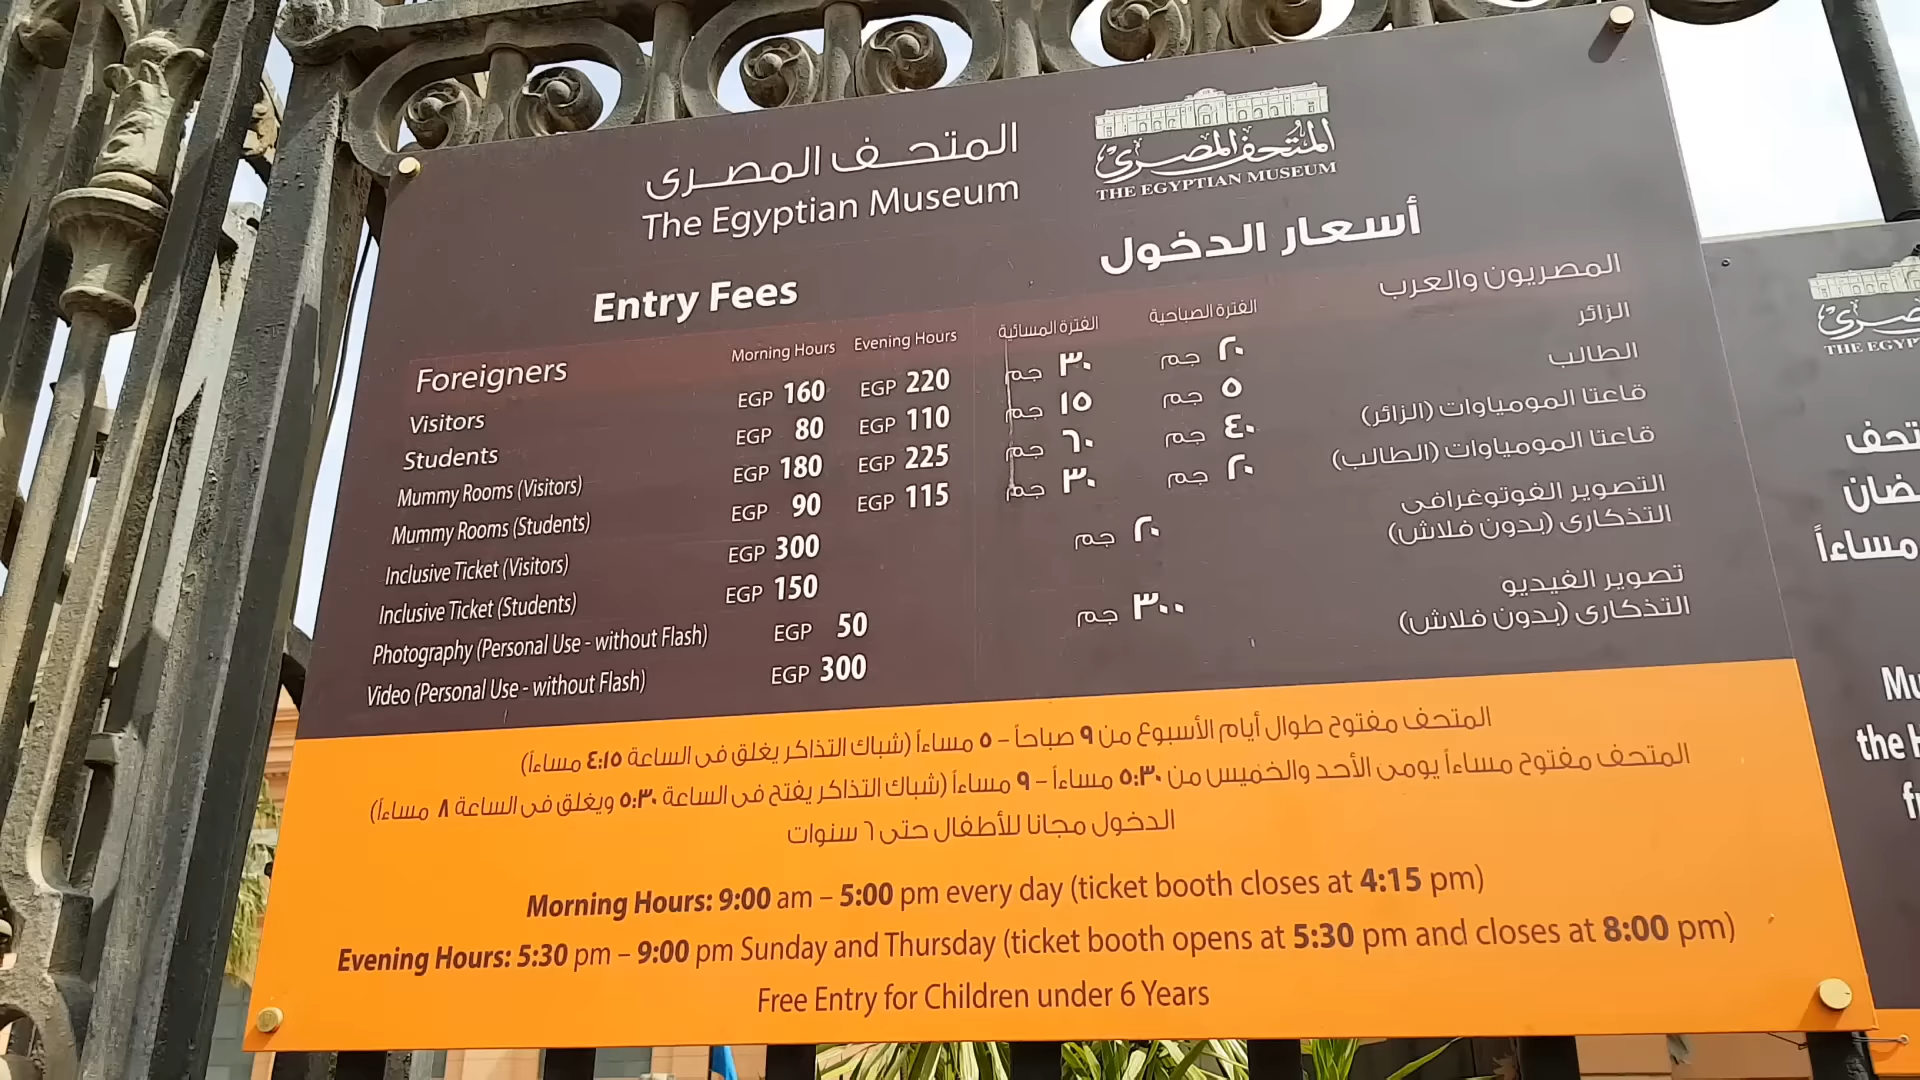 المتحف المصرى
The Egyptian Museum
المتحف المصرى
THE EGYPTIAN MUSEUM
أسعار الدخول
Entry Fees
Foreigners Morning Hours Evening Hours
Visitors EGP 160 EGP 220
Students EGP 80 EGP 110
Mummy Rooms (Visitors) EGP 180 EGP 225
Mummy Rooms (Students) EGP 90 EGP 115
Inclusive Ticket (Visitors) EGP 300
Inclusive Ticket (Students) EGP 150
Photography (Personal Use - without Flash) EGP 50
Video (Personal Use - without Flash) EGP 300
المصريون والعرب الفترة الصباحية الفترة المسائية
الزائر ٢٠ جم ٣٠ جم
الطالب ٥ جم ١٥ جم
قاعتا المومياوات (الزائر) ٤٠ جم ٦٠ جم
قاعتا المومياوات (الطالب) ٢٠ جم ٣٠ جم
التصوير الفوتوغرافى
التذكارى (بدون فلاش) ٢٠ جم
تصوير الفيديو
التذكارى (بدون فلاش) ٣٠٠ جم
المتحف مفتوح طوال أيام الأسبوع من ٩ صباحاً – ٥ مساءاً (شباك التذاكر يغلق فى الساعة ٤:١٥ مساءاً)
المتحف مفتوح مساءاً يومى الأحد والخميس من ٥:٣٠ مساءاً – ٩ مساءاً (شباك التذاكر يفتح فى الساعة ٥:٣٠ ويغلق فى الساعة ٨ مساءاً)
الدخول مجانا للأطفال حتى ٦ سنوات
Morning Hours: 9:00 am – 5:00 pm every day (ticket booth closes at 4:15 pm)
Evening Hours: 5:30 pm – 9:00 pm Sunday and Thursday (ticket booth opens at 5:30 pm and closes at 8:00 pm)
Free Entry for Children under 6 Years
مساءاً
the